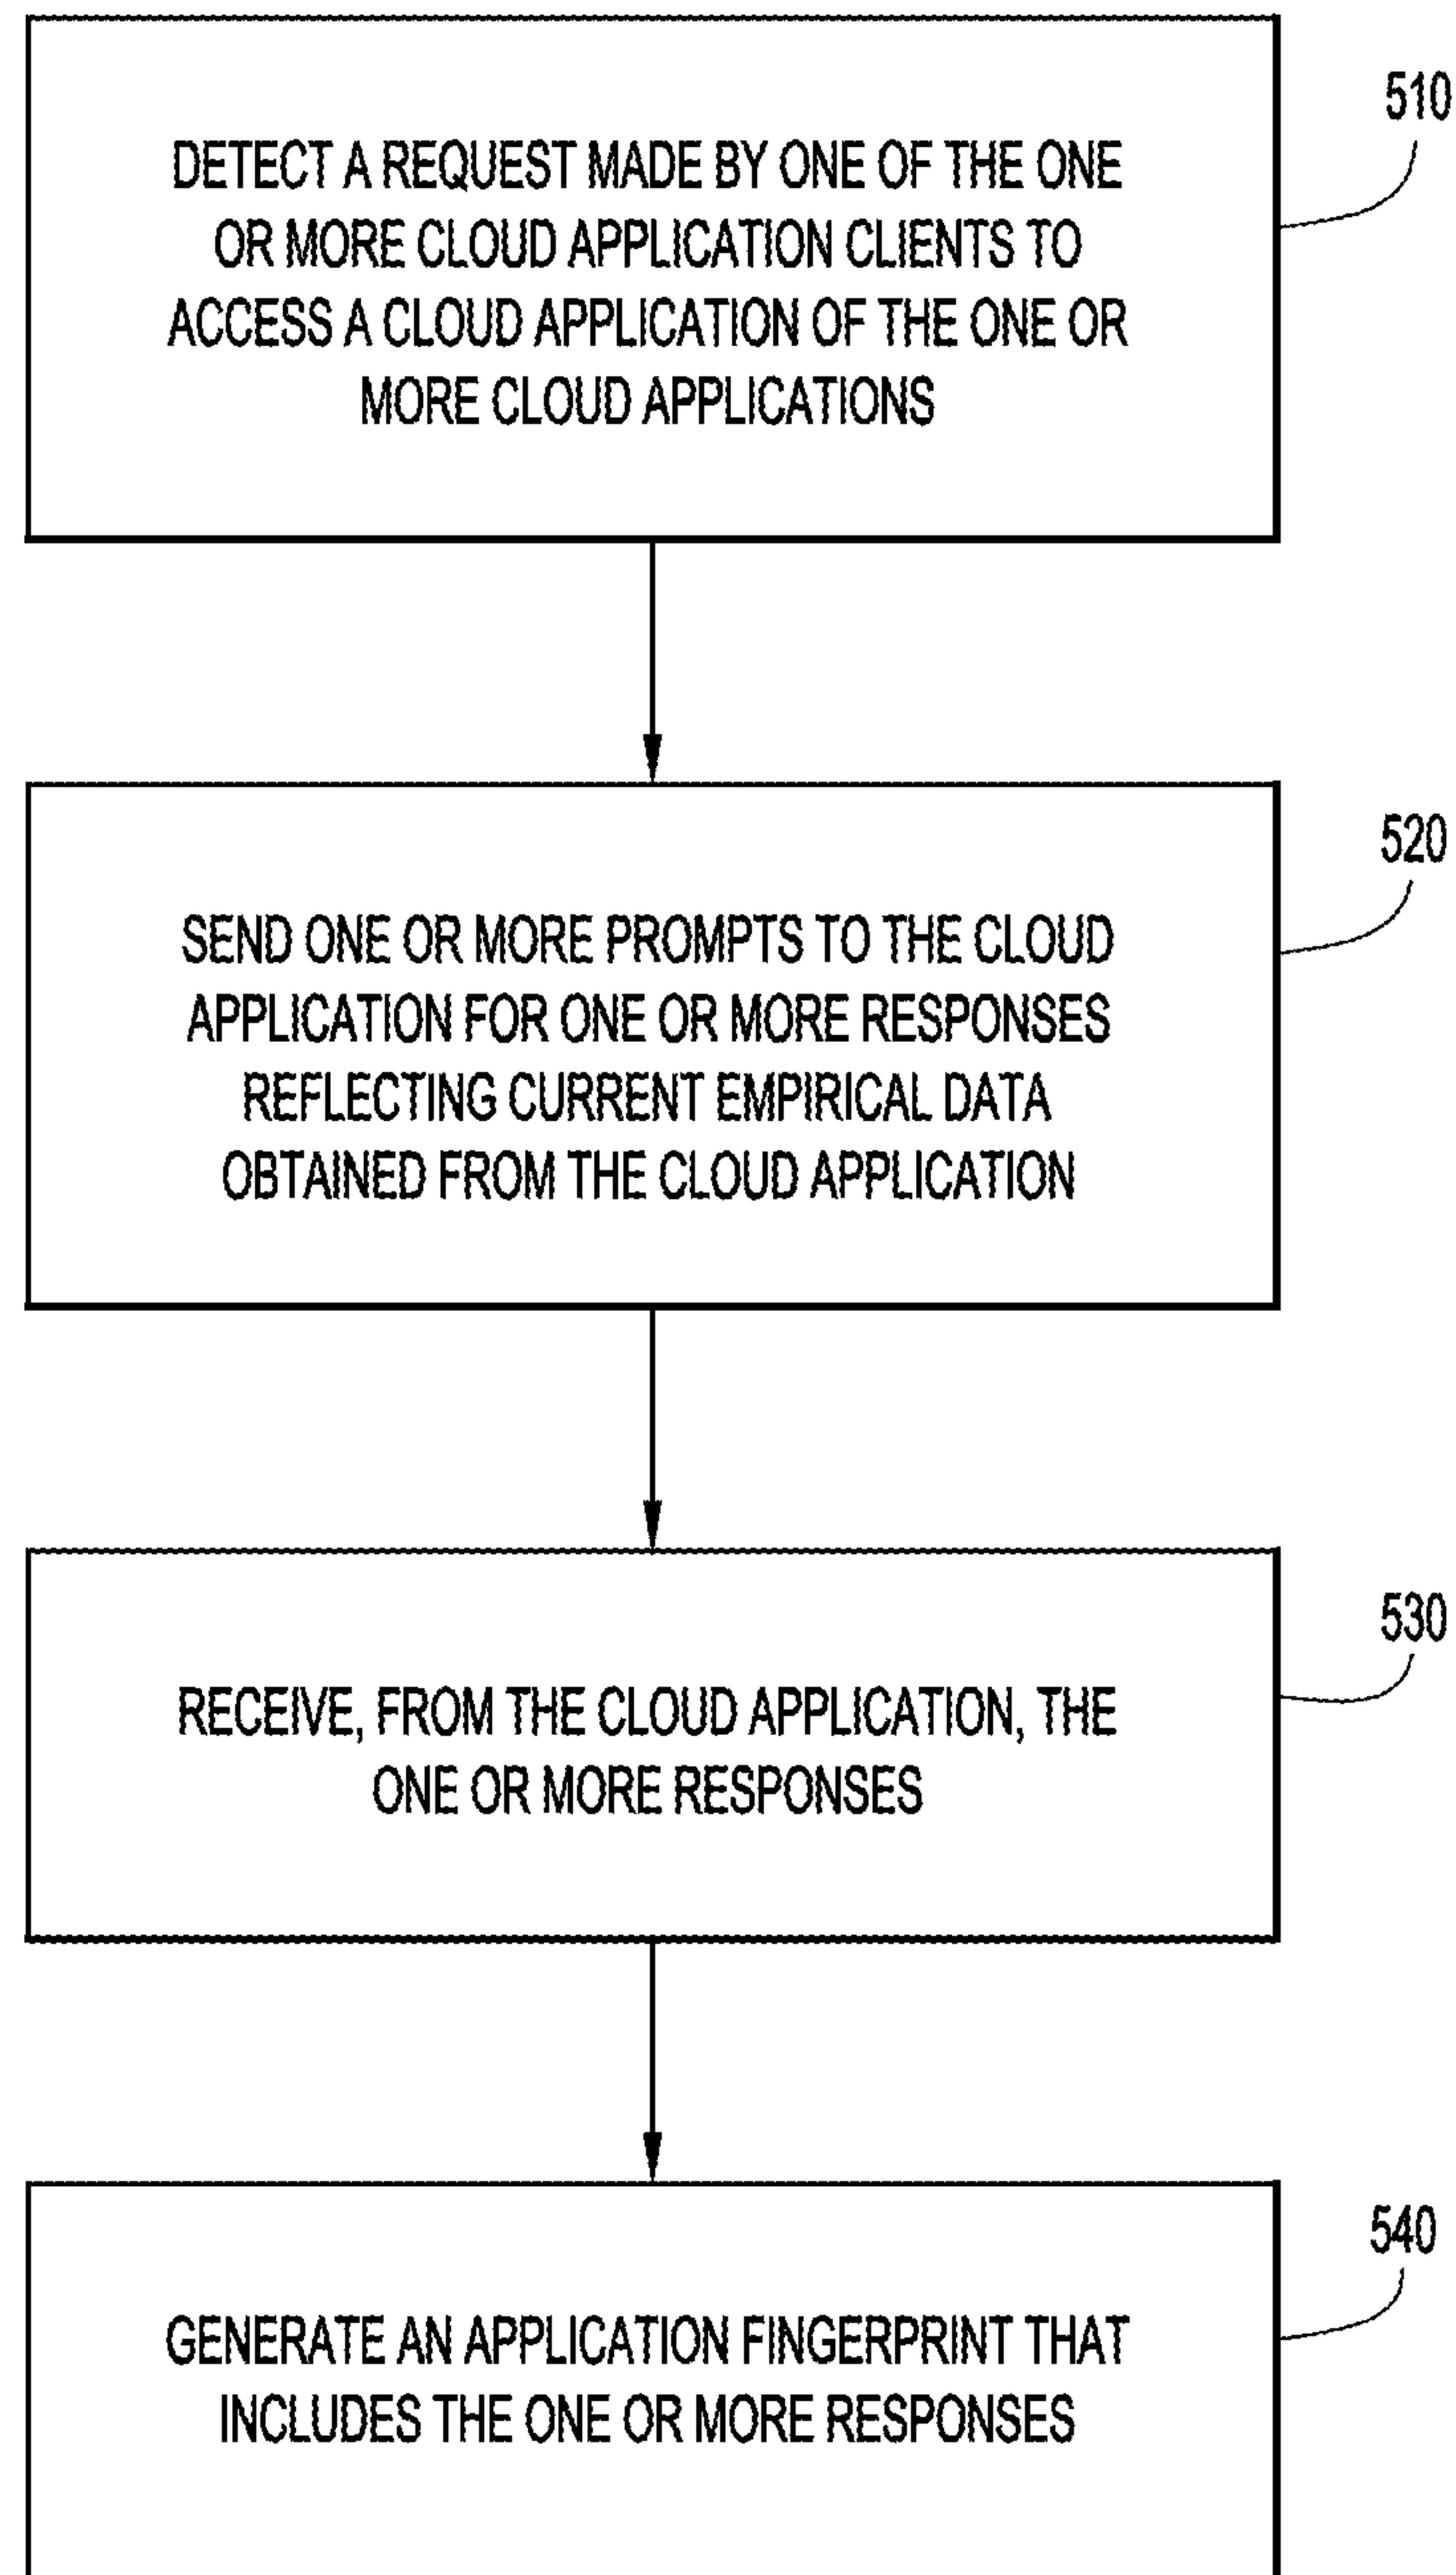 510
DETECT A REQUEST MADE BY ONE OF THE ONE
OR MORE CLOUD APPLICATION CLIENTS TO
ACCESS A CLOUD APPLICATION OF THE ONE OR
MORE CLOUD APPLICATIONS
520
SEND ONE OR MORE PROMPTS TO THE CLOUD
APPLICATION FOR ONE OR MORE RESPONSES
REFLECTING CURRENT EMPIRICAL DATA
OBTAINED FROM THE CLOUD APPLICATION
530
RECEIVE, FROM THE CLOUD APPLICATION, THE
ONE OR MORE RESPONSES
540
GENERATE AN APPLICATION FINGERPRINT THAT
INCLUDES THE ONE OR MORE RESPONSES